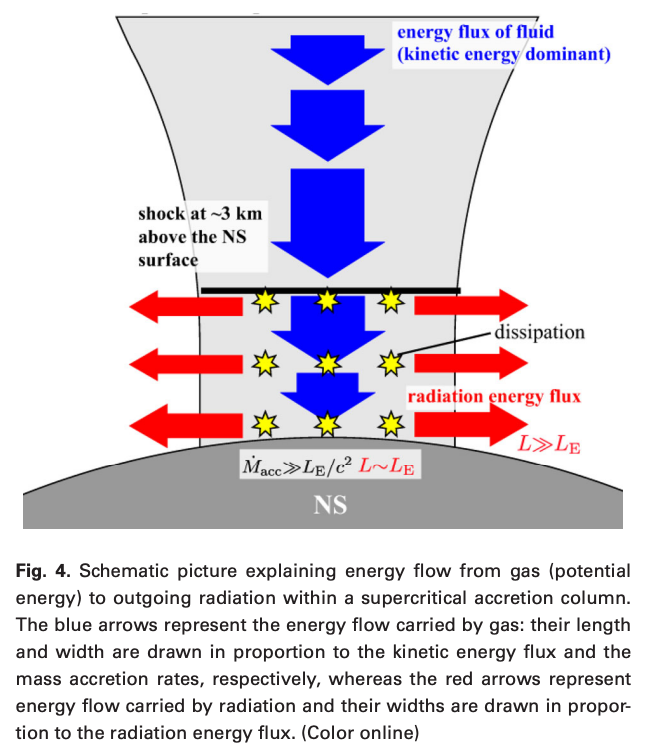 energy flux of fluid
(kinetic energy dominant)
shock at ~3 km
above the NS
surface
dissipation
radiation energy flux
L≫L_E
Ṁ_acc≫L_E/c² L~L_E
NS
Fig. 4. Schematic picture explaining energy flow from gas (potential
energy) to outgoing radiation within a supercritical accretion column.
The blue arrows represent the energy flow carried by gas: their length
and width are drawn in proportion to the kinetic energy flux and the
mass accretion rates, respectively, whereas the red arrows represent
energy flow carried by radiation and their widths are drawn in propor-
tion to the radiation energy flux. (Color online)